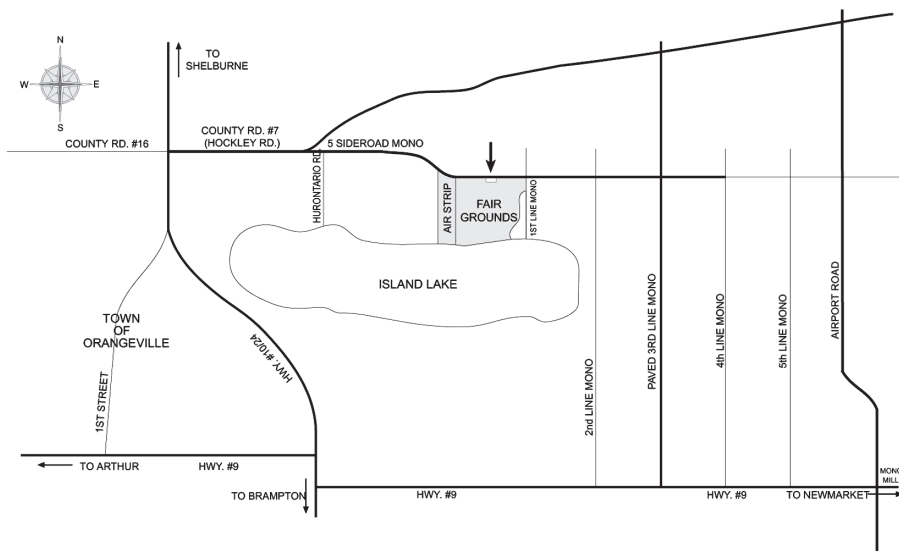 N
W
E
S
TO
SHELBURNE
COUNTY RD. #16
COUNTY RD. #7
(HOCKLEY RD.)
5 SIDEROAD MONO
HURONTARIO RD
AIR STRIP
FAIR
GROUNDS
1ST LINE MONO
ISLAND LAKE
TOWN
OF
ORANGEVILLE
1ST STREET
HWY. #10/24
2nd LINE MONO
PAVED 3RD LINE MONO
4th LINE MONO
5th LINE MONO
AIRPORT ROAD
TO ARTHUR
HWY. #9
TO BRAMPTON
HWY. #9
HWY. #9
TO NEWMARKET
MONO
MILL